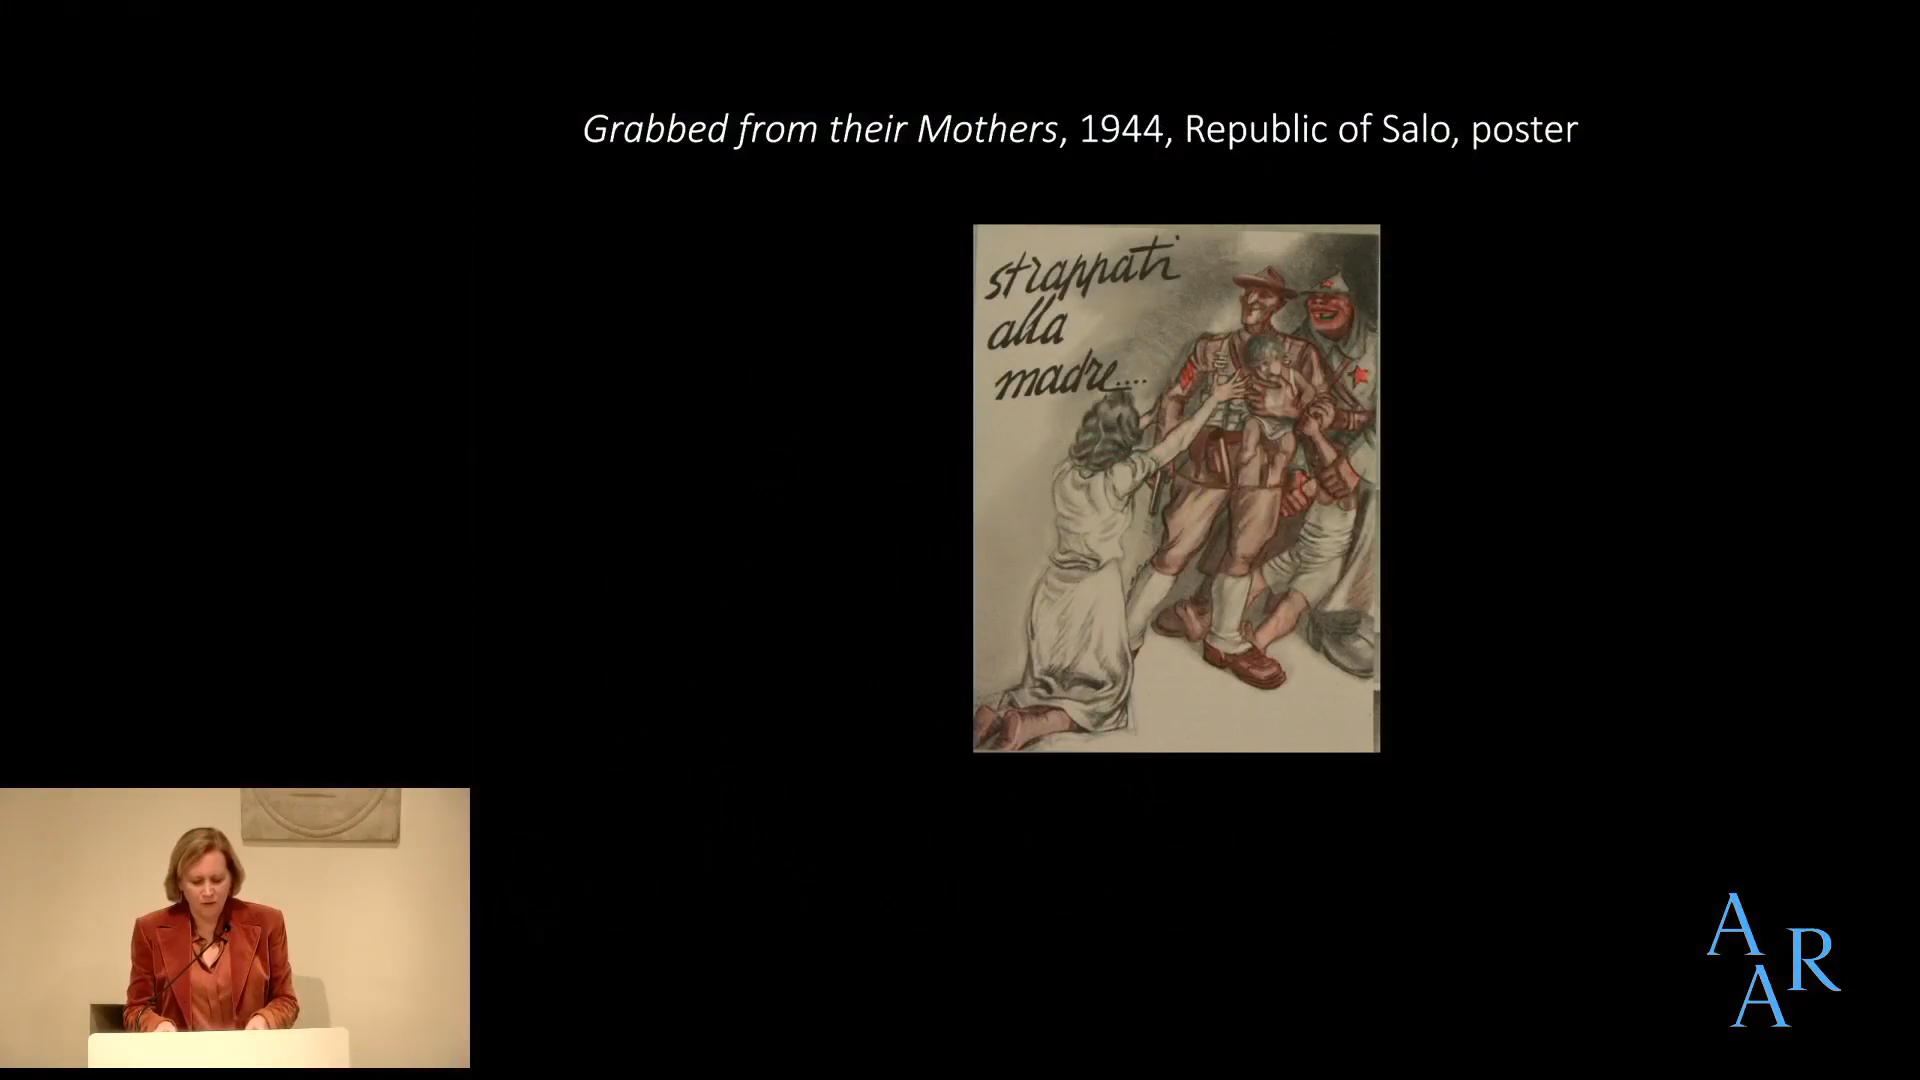 Grabbed from their Mothers, 1944, Republic of Salo, poster
strappati
alla
madre....
A
R
A